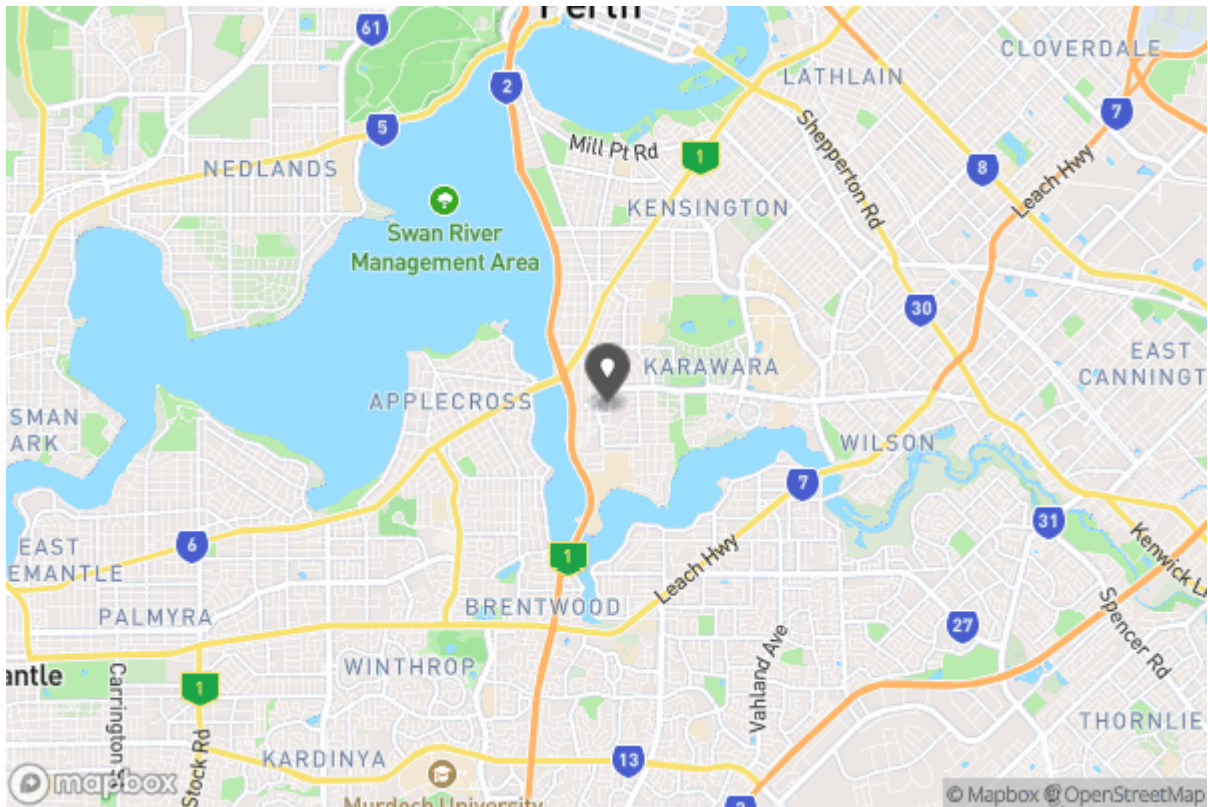 Perth
61
CLOVERDALE
LATHLAIN
2
7
5
Mill Pt Rd
1
Shepperton Rd
8
Leach Hwy
NEDLANDS
KENSINGTON
Swan River
Management Area
30
KARAWARA
EAST
CANNINGT
APPLECROSS
SMAN
ARK
WILSON
7
6
31
EAST
EMANTLE
1
Leach Hwy
Kenwick L
PALMYRA
BRENTWOOD
27
Spencer Rd
Vahland Ave
antle
WINTHROP
1
Carrington S
Stock Rd
THORNLIE
KARDINYA
13
mapbox
Murdoch University
© Mapbox © OpenStreetMap